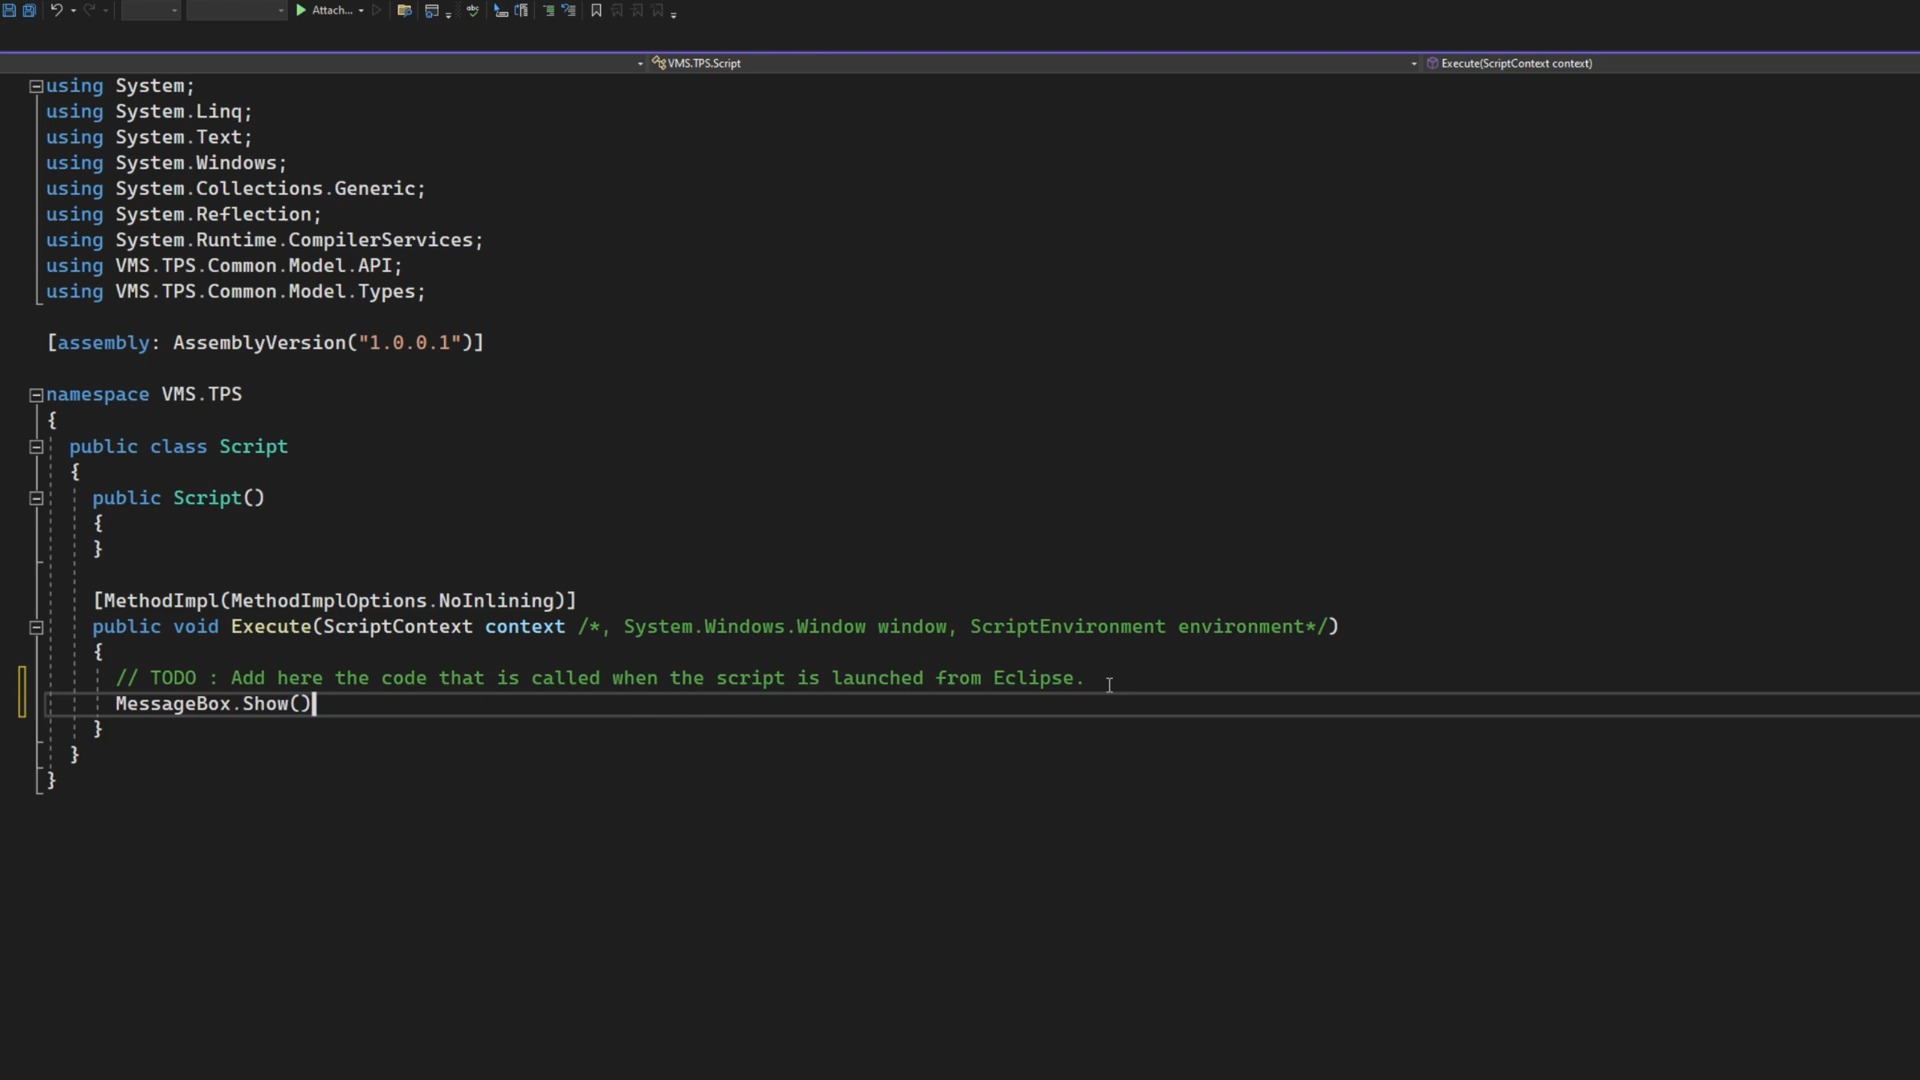 Attach...
VMS.TPS.Script
Execute(ScriptContext context)
using System;
using System.Linq;
using System.Text;
using System.Windows;
using System.Collections.Generic;
using System.Reflection;
using System.Runtime.CompilerServices;
using VMS.TPS.Common.Model.API;
using VMS.TPS.Common.Model.Types;
[assembly: AssemblyVersion("1.0.0.1")]
namespace VMS.TPS
{
public class Script
{
public Script()
{
}
[MethodImpl(MethodImplOptions.NoInlining)]
public void Execute(ScriptContext context /*, System.Windows.Window window, ScriptEnvironment environment*/)
{
// TODO : Add here the code that is called when the script is launched from Eclipse.
MessageBox.Show()
}
}
}